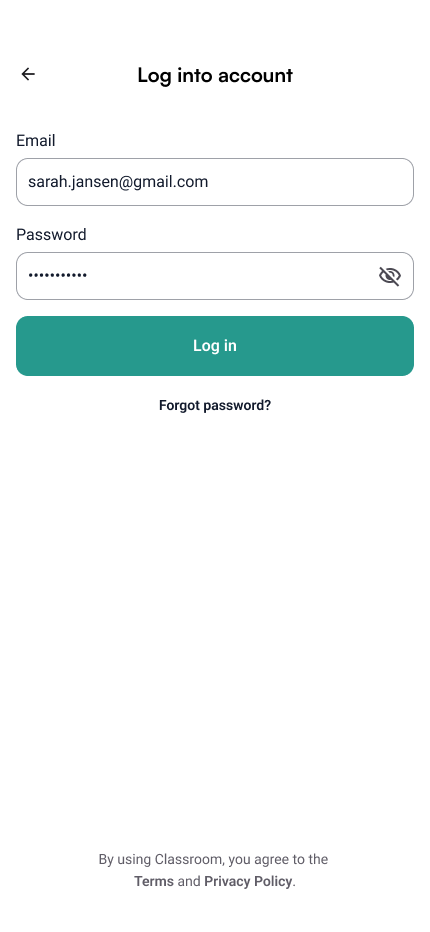 Log into account
Email
sarah.jansen@gmail.com
Password
•••••••••••
Log in
Forgot password?
By using Classroom, you agree to the
Terms and Privacy Policy.